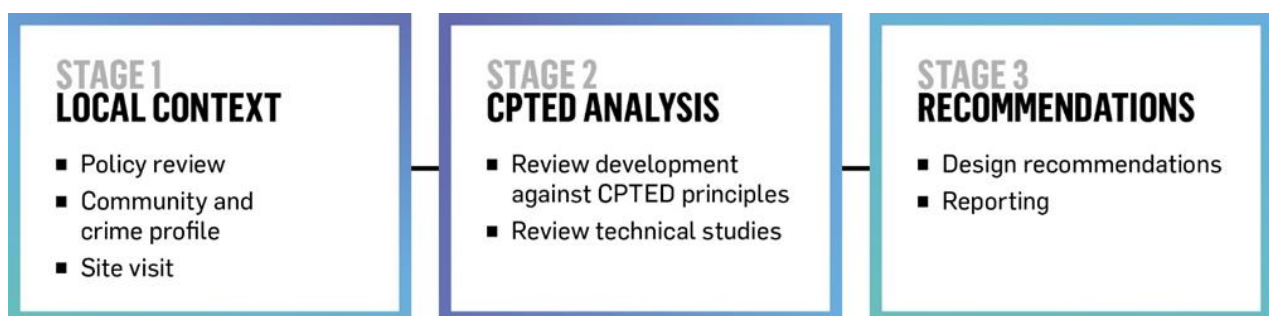 STAGE 1
LOCAL CONTEXT
■ Policy review
■ Community and
crime profile
■ Site visit
STAGE 2
CPTED ANALYSIS
■ Review development
against CPTED principles
■ Review technical studies
STAGE 3
RECOMMENDATIONS
■ Design recommendations
■ Reporting